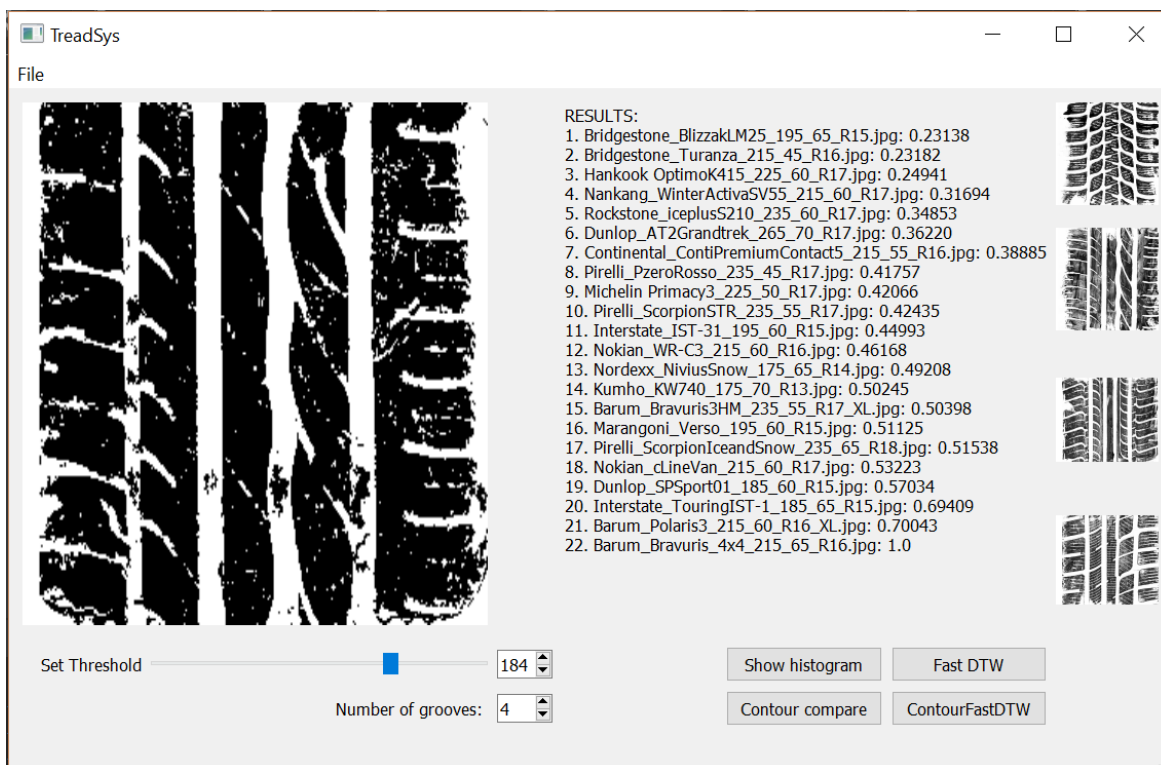 TreadSys
File
RESULTS:
1. Bridgestone_BlizzakLM25_195_65_R15.jpg: 0.23138
2. Bridgestone_Turanza_215_45_R16.jpg: 0.23182
3. Hankook OptimoK415_225_60_R17.jpg: 0.24941
4. Nankang_WinterActivaSV55_215_60_R17.jpg: 0.31694
5. Rockstone_iceplusS210_235_60_R17.jpg: 0.34853
6. Dunlop_AT2Grandtrek_265_70_R17.jpg: 0.36220
7. Continental_ContiPremiumContact5_215_55_R16.jpg: 0.38885
8. Pirelli_PzeroRosso_235_45_R17.jpg: 0.41757
9. Michelin Primacy3_225_50_R17.jpg: 0.42066
10. Pirelli_ScorpionSTR_235_55_R17.jpg: 0.42435
11. Interstate_IST-31_195_60_R15.jpg: 0.44993
12. Nokian_WR-C3_215_60_R16.jpg: 0.46168
13. Nordexx_NiviusSnow_175_65_R14.jpg: 0.49208
14. Kumho_KW740_175_70_R13.jpg: 0.50245
15. Barum_Bravuris3HM_235_55_R17_XL.jpg: 0.50398
16. Marangoni_Verso_195_60_R15.jpg: 0.51125
17. Pirelli_ScorpionIceandSnow_235_65_R18.jpg: 0.51538
18. Nokian_cLineVan_215_60_R17.jpg: 0.53223
19. Dunlop_SPSport01_185_60_R15.jpg: 0.57034
20. Interstate_TouringIST-1_185_65_R15.jpg: 0.69409
21. Barum_Polaris3_215_60_R16_XL.jpg: 0.70043
22. Barum_Bravuris_4x4_215_65_R16.jpg: 1.0
Set Threshold 184
Show histogram Fast DTW
Number of grooves: 4
Contour compare ContourFastDTW